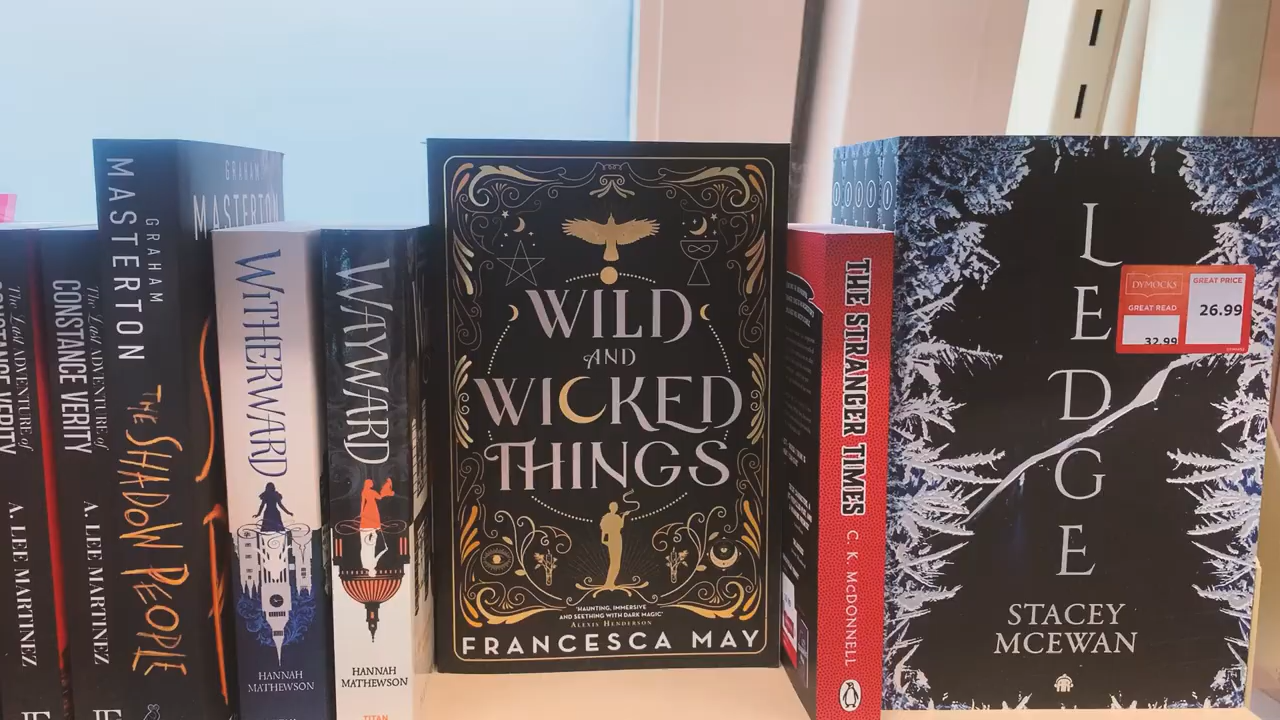 The Last ADVENTURE of
CONSTANCE VERITY
A. LEE MARTINEZ
The Last ADVENTURE of
CONSTANCE VERITY
A. LEE MARTINEZ
GRAHAM
MASTERTON
THE SHADOW PEOPLE
GRAHAM
MASTERTON
WITHERWARD
HANNAH
MATHEWSON
WAYWARD
HANNAH
MATHEWSON
TITAN
WILD
AND
WICKED
THINGS
'HAUNTING, IMMERSIVE
AND SEETHING WITH DARK MAGIC'
ALEXIS HENDERSON
FRANCESCA MAY
THE STRANGER TIMES
C. K. McDONNELL
LEDGE
STACEY
MCEWAN
DYMOCKS
GREAT READ
32.99
GREAT PRICE
26.99